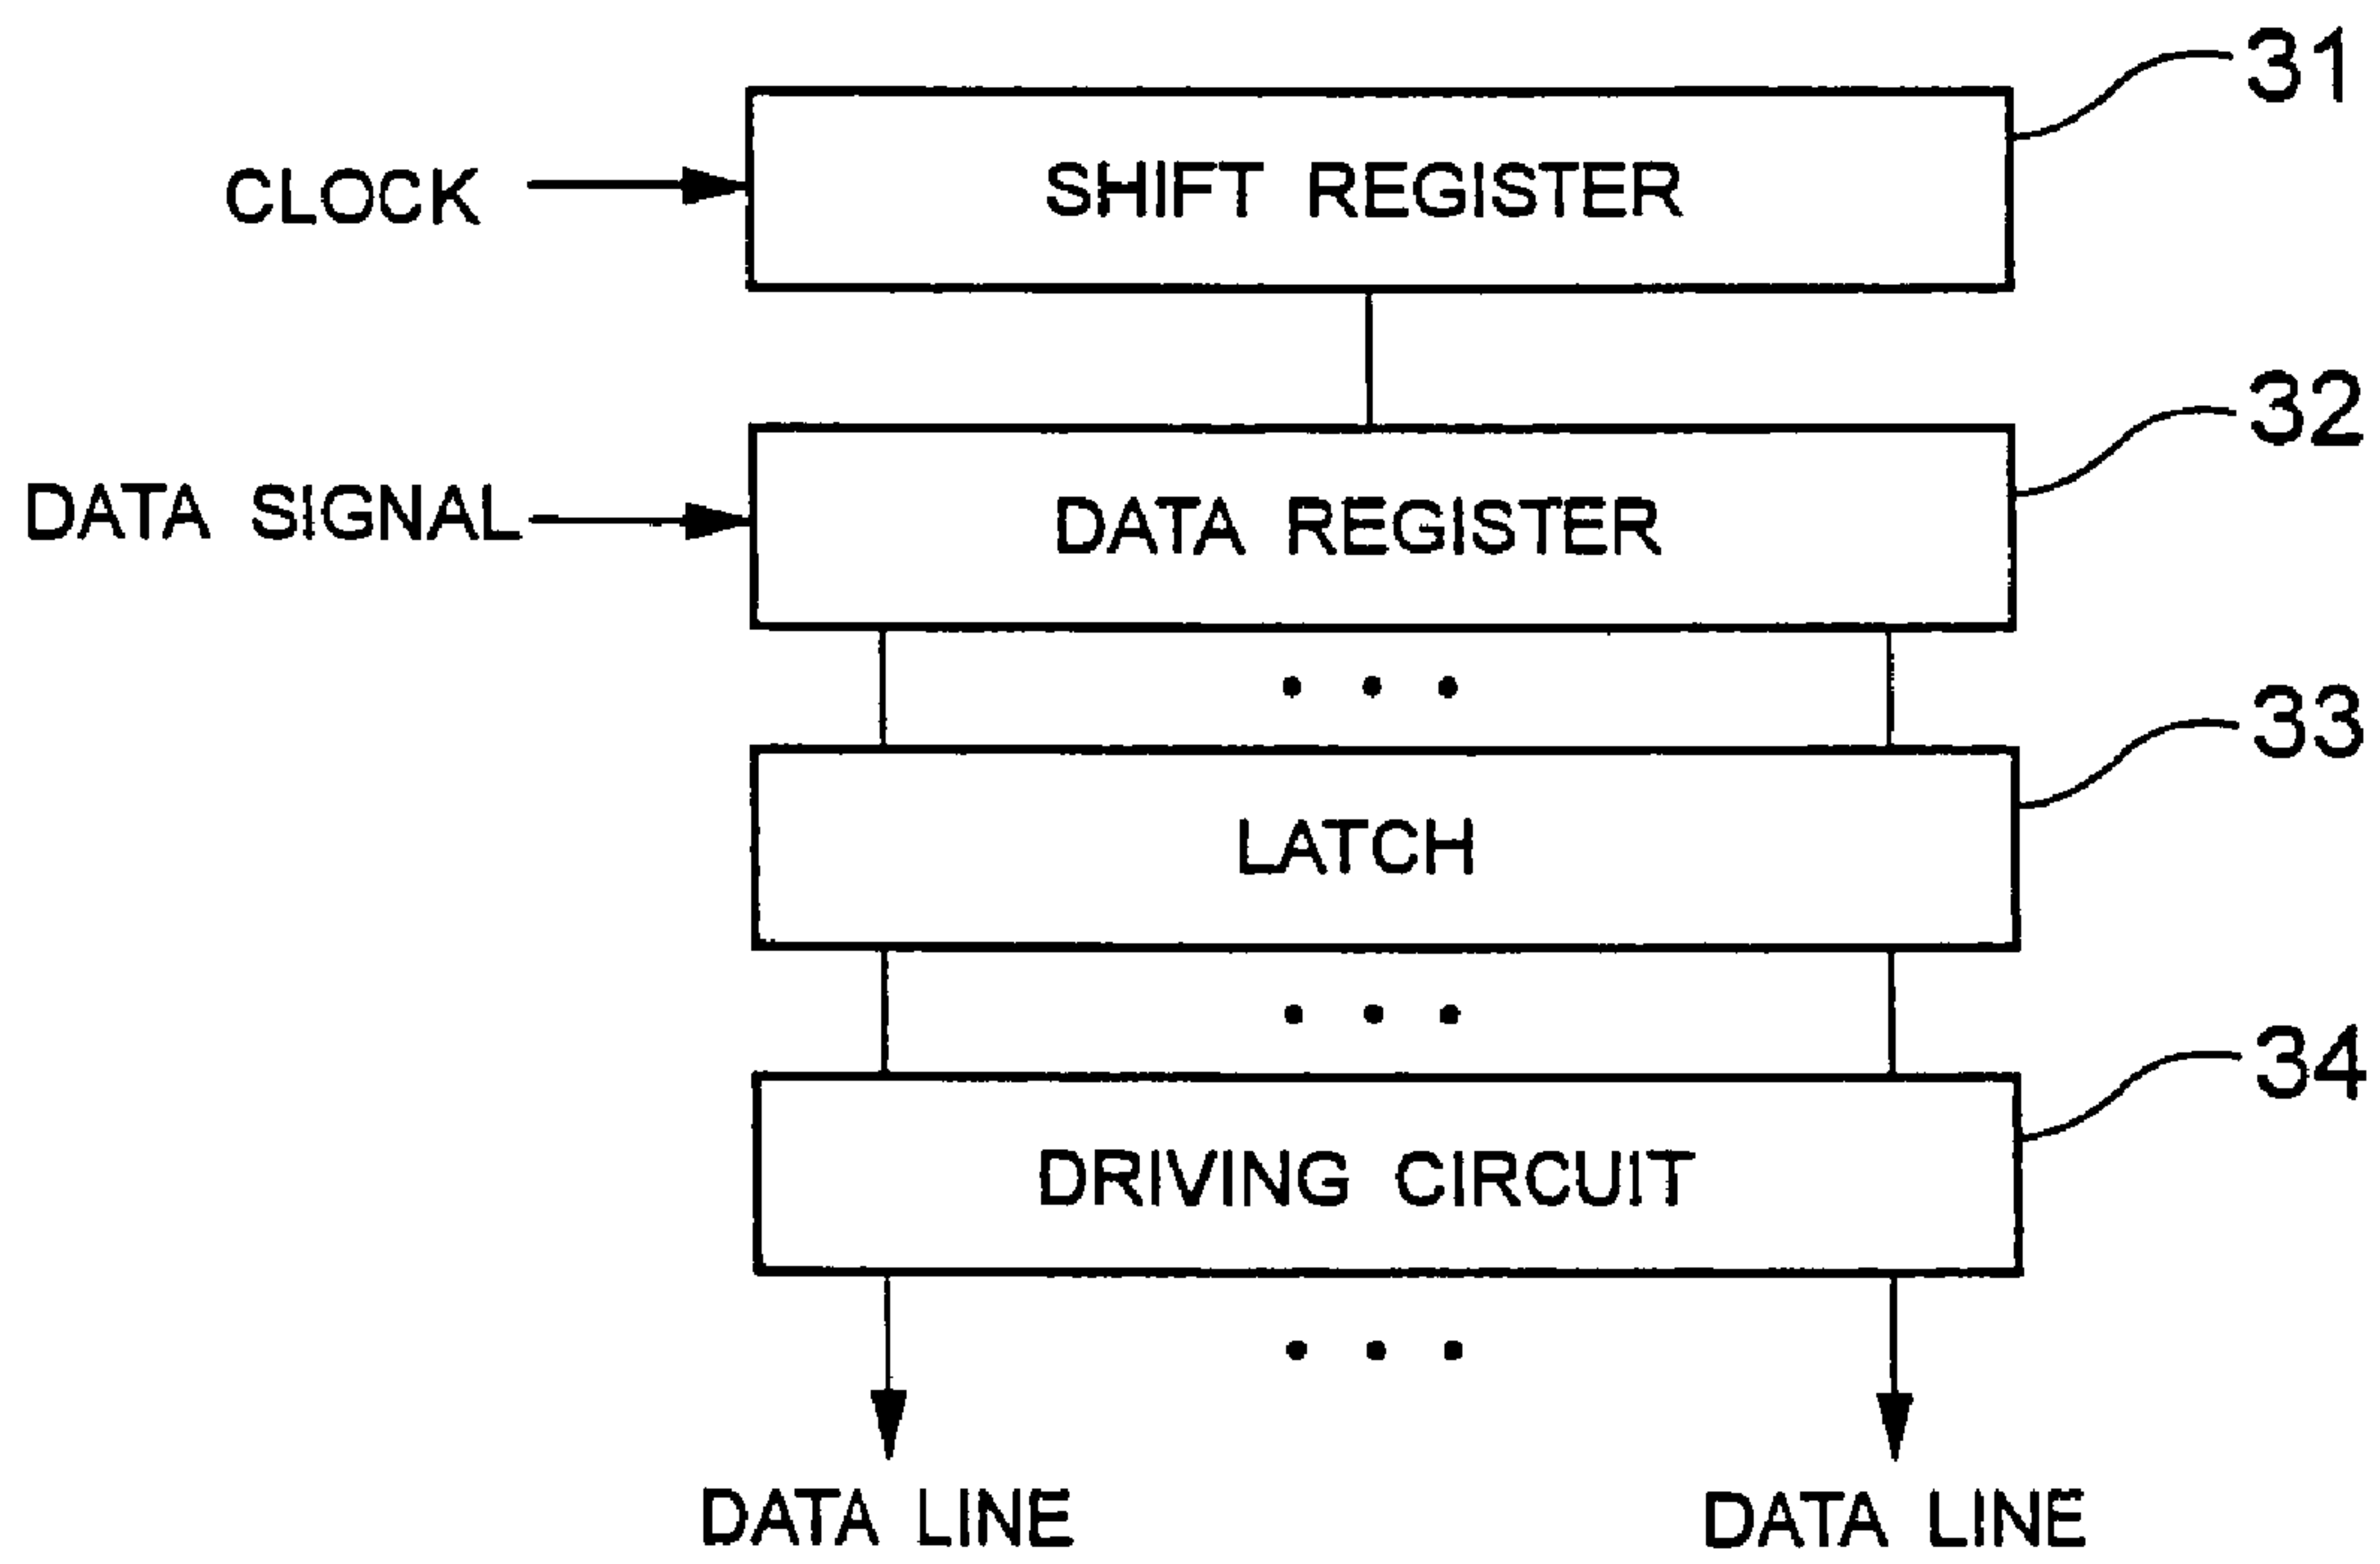 31
CLOCK
SHIFT REGISTER
32
DATA SIGNAL
DATA REGISTER
33
LATCH
34
DRIVING CIRCUIT
DATA LINE
DATA LINE